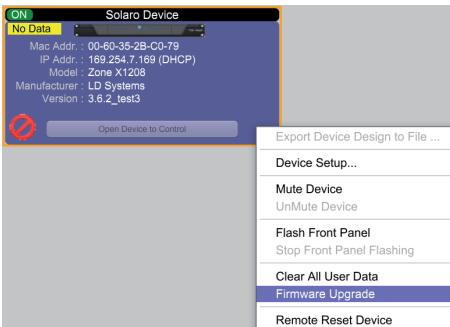 ON Solaro Device
No Data
Mac Addr. : 00-60-35-2B-C0-79
IP Addr. : 169.254.7.169 (DHCP)
Model : Zone X1208
Manufacturer : LD Systems
Version : 3.6.2_test3
Open Device to Control
Export Device Design to File ...
Device Setup...
Mute Device
UnMute Device
Flash Front Panel
Stop Front Panel Flashing
Clear All User Data
Firmware Upgrade
Remote Reset Device